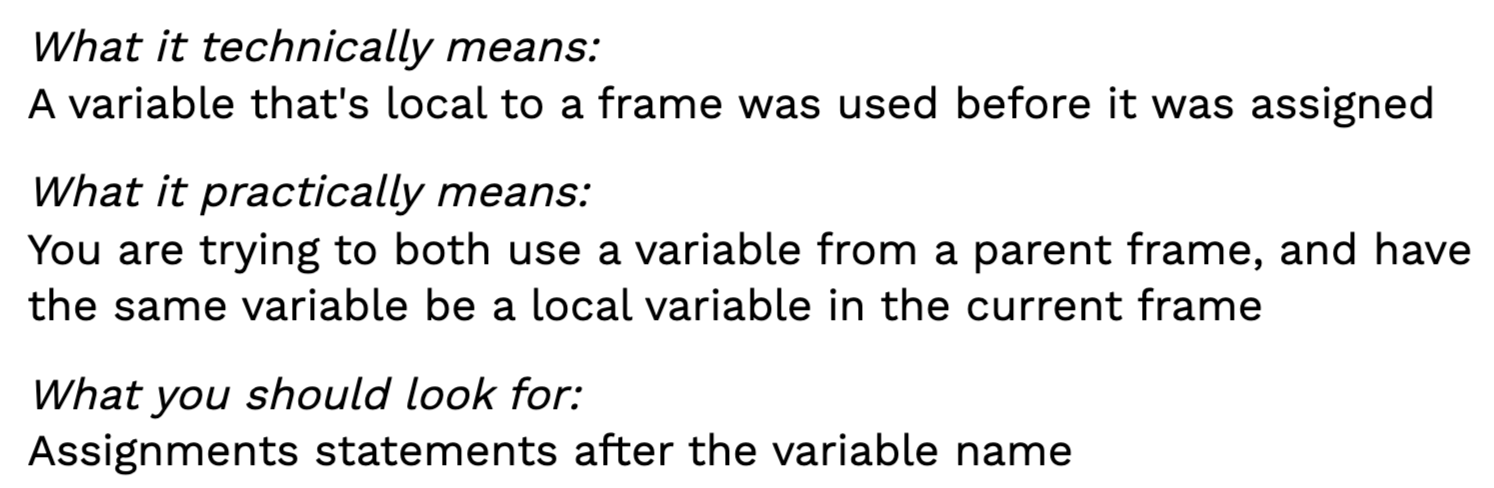 What it technically means:
A variable that's local to a frame was used before it was assigned
What it practically means:
You are trying to both use a variable from a parent frame, and have
the same variable be a local variable in the current frame
What you should look for:
Assignments statements after the variable name